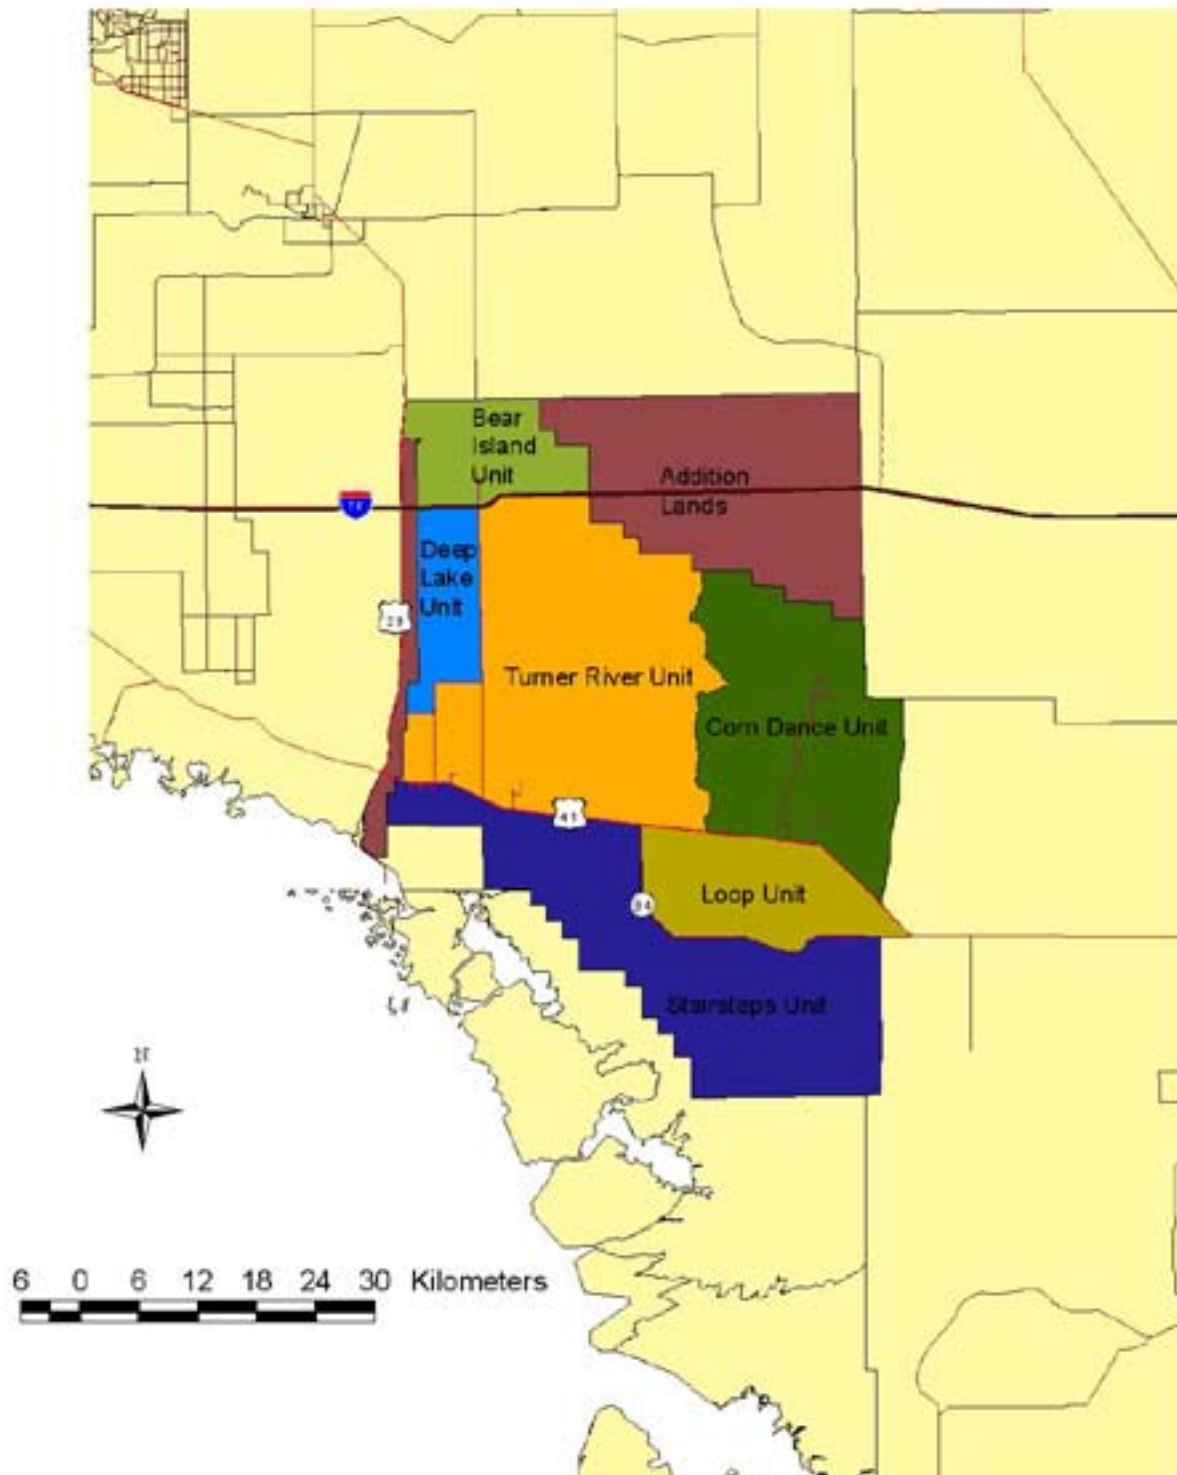 Bear
Island
Unit
Addition
Lands
Deep
Lake
Unit
29
Turner River Unit
Corn Dance Unit
41
Loop Unit
94
Stairsteps Unit
N
6 0 6 12 18 24 30 Kilometers